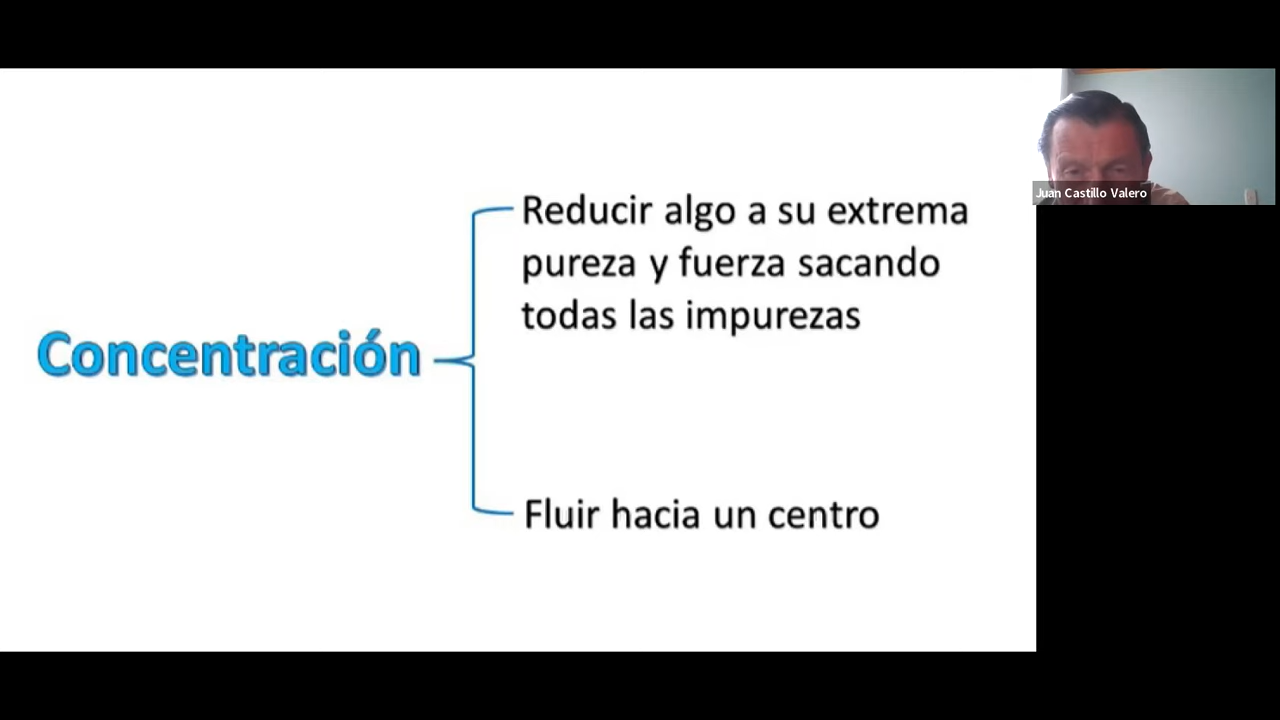 Reducir algo a su extrema
pureza y fuerza sacando
todas las impurezas
Concentración
Fluir hacia un centro
Juan Castillo Valero